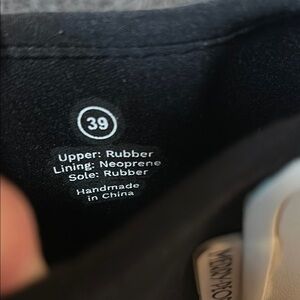 39
Upper: Rubber
Lining: Neoprene
Sole: Rubber
Handmade
in China